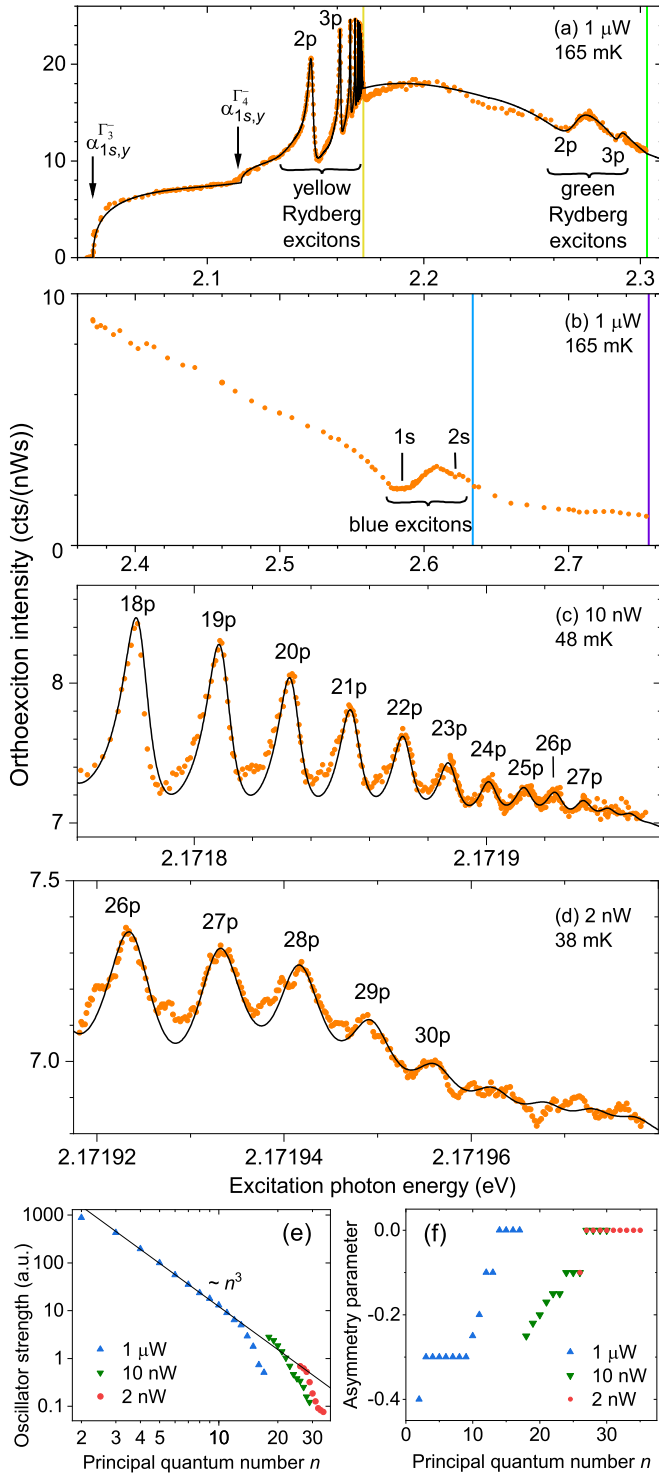 (a) 1 μW
165 mK
2p
3p
α^Γ₃⁻_1s,y
α^Γ₄⁻_1s,y
yellow
Rydberg
excitons
2p
3p
green
Rydberg
excitons
20
10
0
2.1
2.2
2.3
(b) 1 μW
165 mK
1s
2s
blue excitons
10
5
0
2.4
2.5
2.6
2.7
Orthoexciton intensity (cts/(nWs))
(c) 10 nW
48 mK
18p
19p
20p
21p
22p
23p
24p
25p
26p
27p
8
7
2.1718
2.1719
(d) 2 nW
38 mK
26p
27p
28p
29p
30p
7.5
7.0
2.17192
2.17194
2.17196
Excitation photon energy (eV)
(e)
~ n³
1 μW
10 nW
2 nW
Oscillator strength (a.u.)
1000
100
10
1
0.1
2
3
4
5
10
20
30
Principal quantum number n
(f)
1 μW
10 nW
2 nW
Asymmetry parameter
0.0
-0.2
-0.4
0
10
20
30
Principal quantum number n